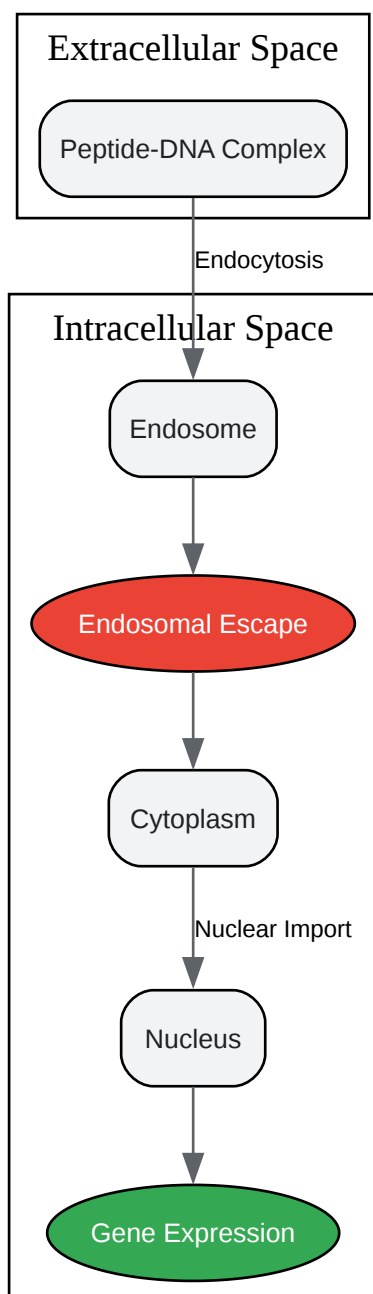 Extracellular Space
Peptide-DNA Complex
Endocytosis
Intracellular Space
Endosome
Endosomal Escape
Cytoplasm
Nuclear Import
Nucleus
Gene Expression